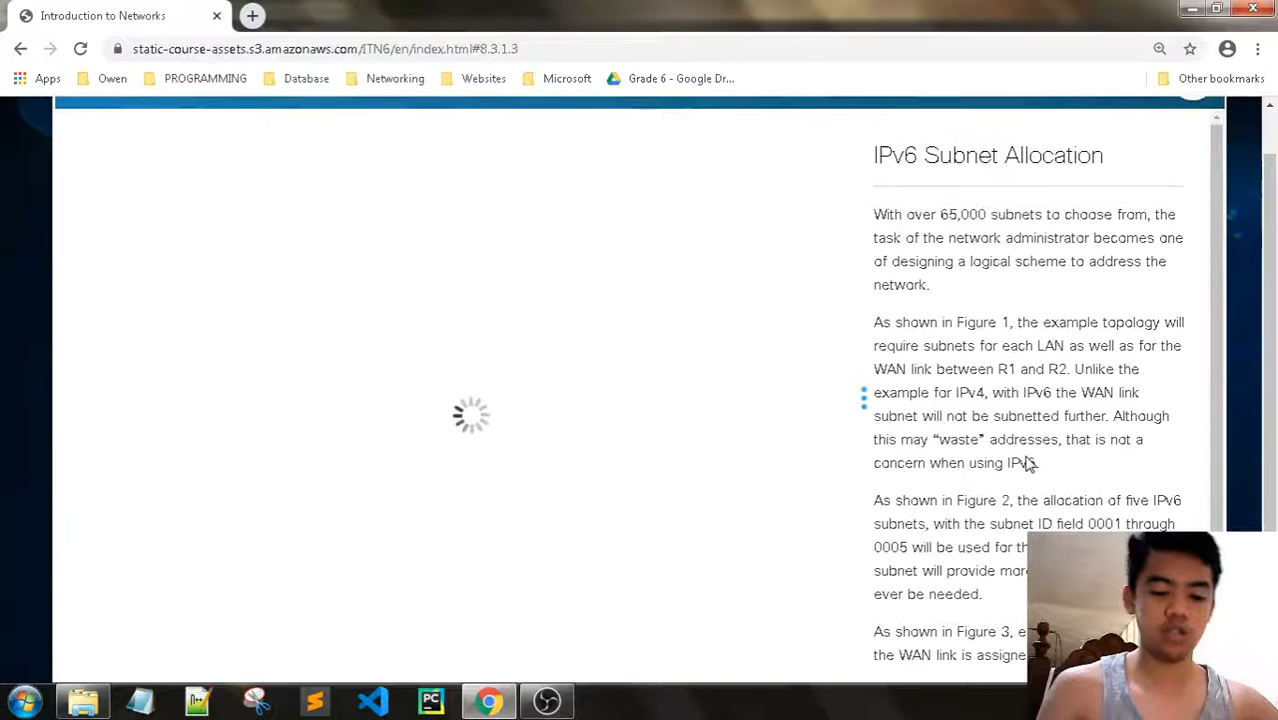 Introduction to Networks
static-course-assets.s3.amazonaws.com/ITN6/en/index.html#8.3.1.3
Apps Owen PROGRAMMING Database Networking Websites Microsoft Grade 6 - Google Dr... Other bookmarks
IPv6 Subnet Allocation
With over 65,000 subnets to choose from, the
task of the network administrator becomes one
of designing a logical scheme to address the
network.
As shown in Figure 1, the example topology will
require subnets for each LAN as well as for the
WAN link between R1 and R2. Unlike the
example for IPv4, with IPv6 the WAN link
subnet will not be subnetted further. Although
this may “waste” addresses, that is not a
concern when using IPv6.
As shown in Figure 2, the allocation of five IPv6
subnets, with the subnet ID field 0001 through
0005 will be used for
subnet will provide
ever be needed.
As shown in Figure 3,
the WAN link is
PC